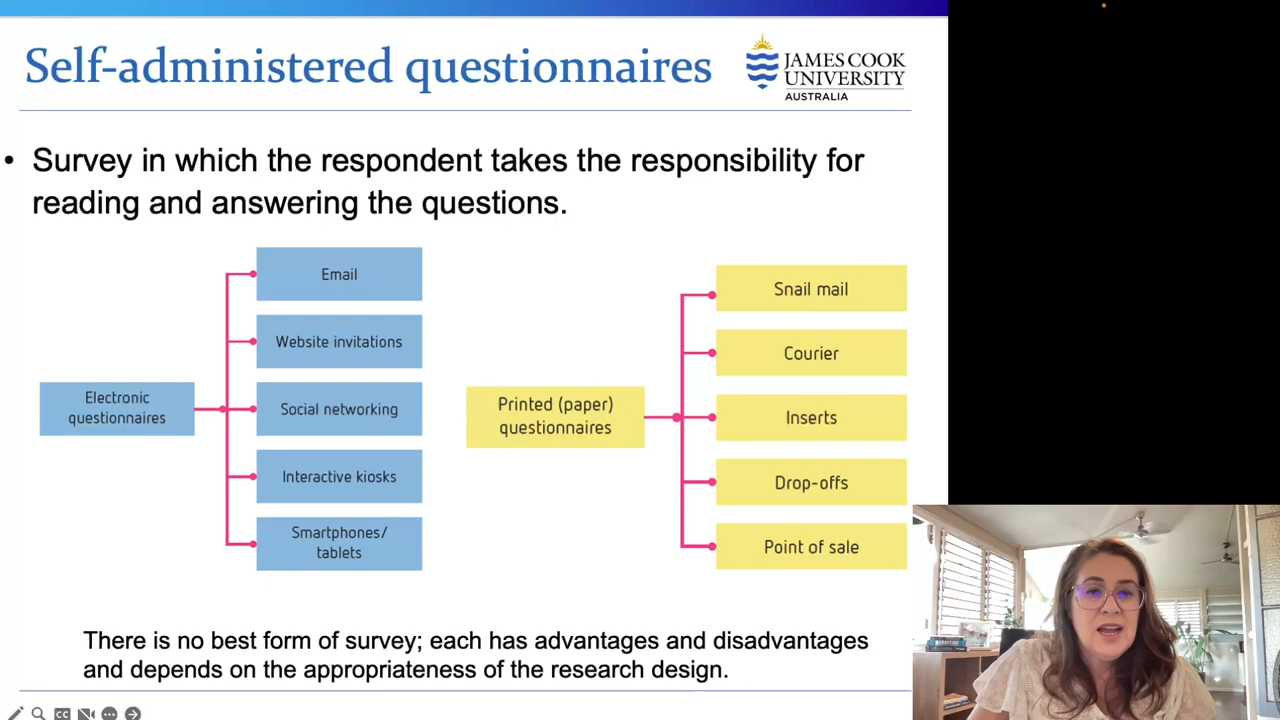 Self-administered questionnaires
JAMES COOK
UNIVERSITY
AUSTRALIA
• Survey in which the respondent takes the responsibility for
reading and answering the questions.
Electronic
questionnaires
Email
Website invitations
Social networking
Interactive kiosks
Smartphones/
tablets
Printed (paper)
questionnaires
Snail mail
Courier
Inserts
Drop-offs
Point of sale
There is no best form of survey; each has advantages and disadvantages
and depends on the appropriateness of the research design.
CC